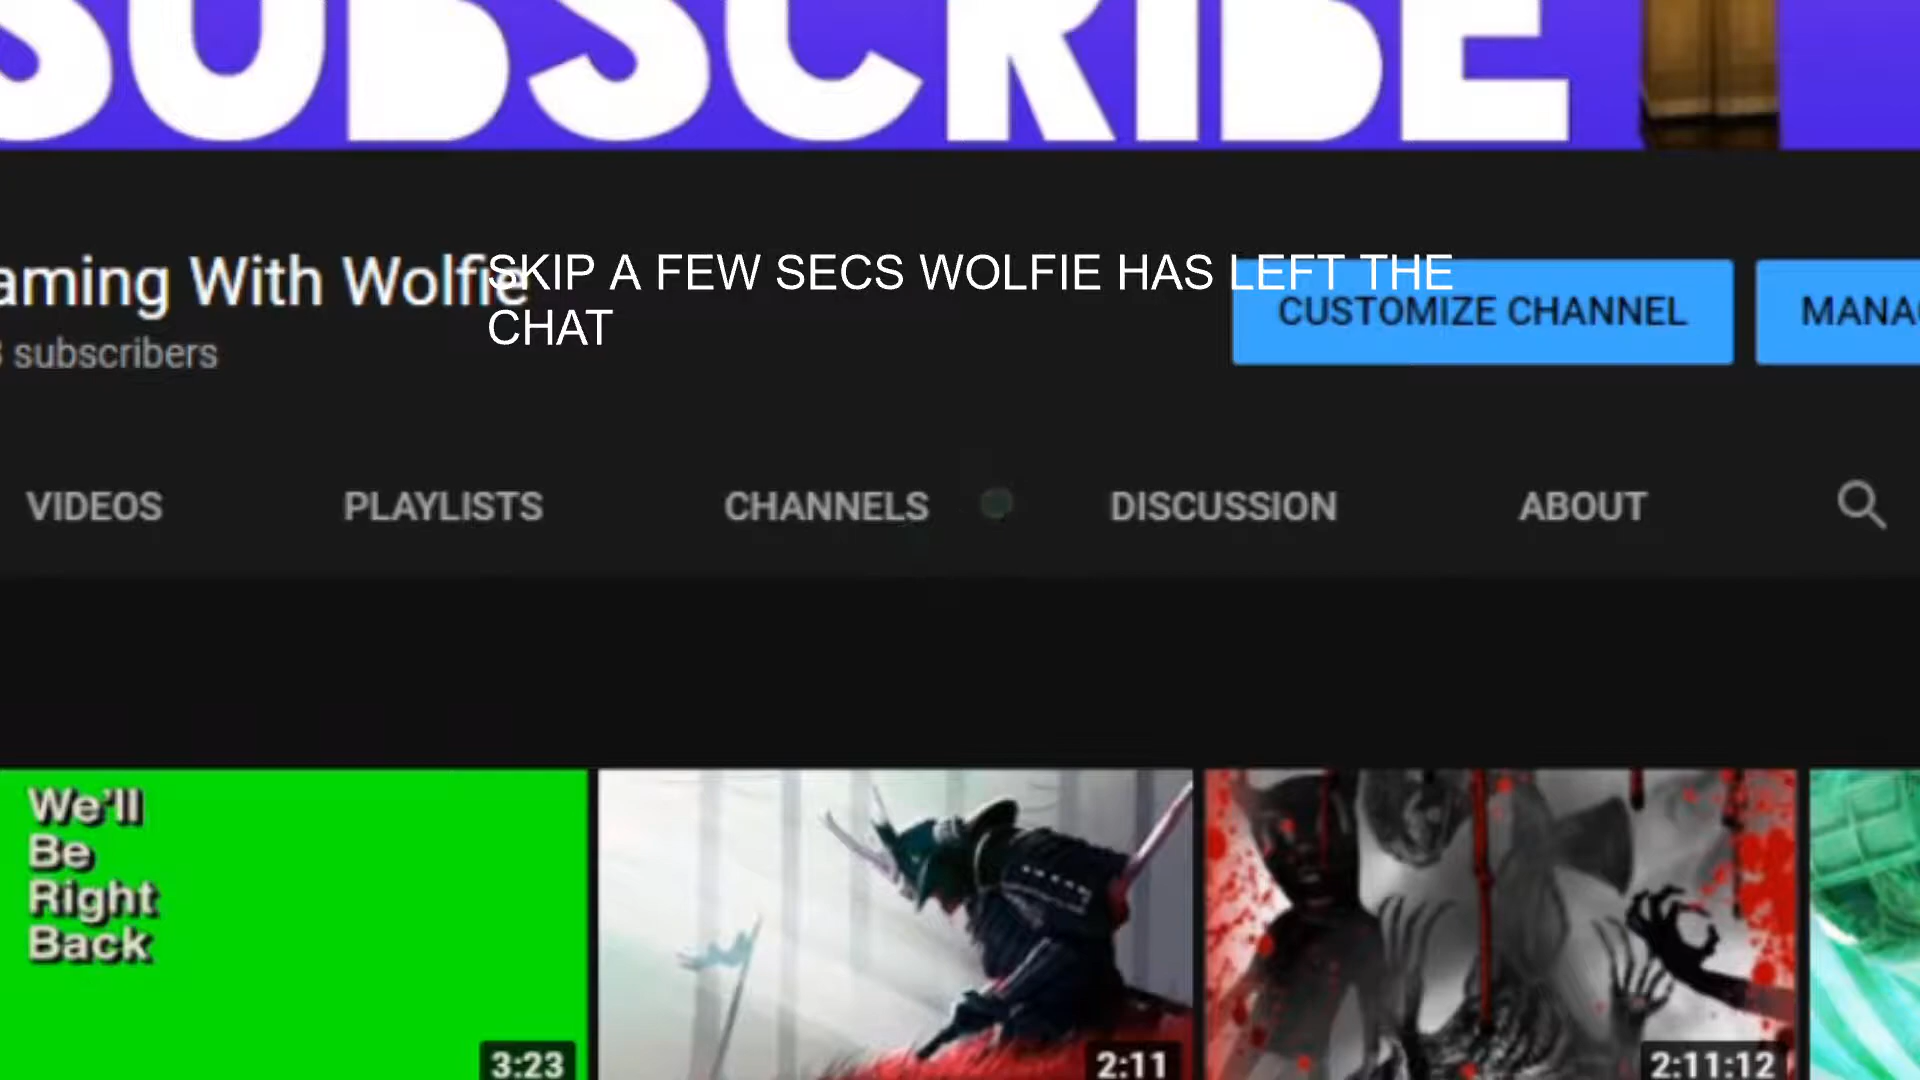 SUBSCRIBE
aming With Wolfie
SKIP A FEW SECS WOLFIE HAS LEFT THE
CHAT
subscribers
CUSTOMIZE CHANNEL
MANA
VIDEOS
PLAYLISTS
CHANNELS
DISCUSSION
ABOUT
We'll
Be
Right
Back
3:23
2:11
2:11:12